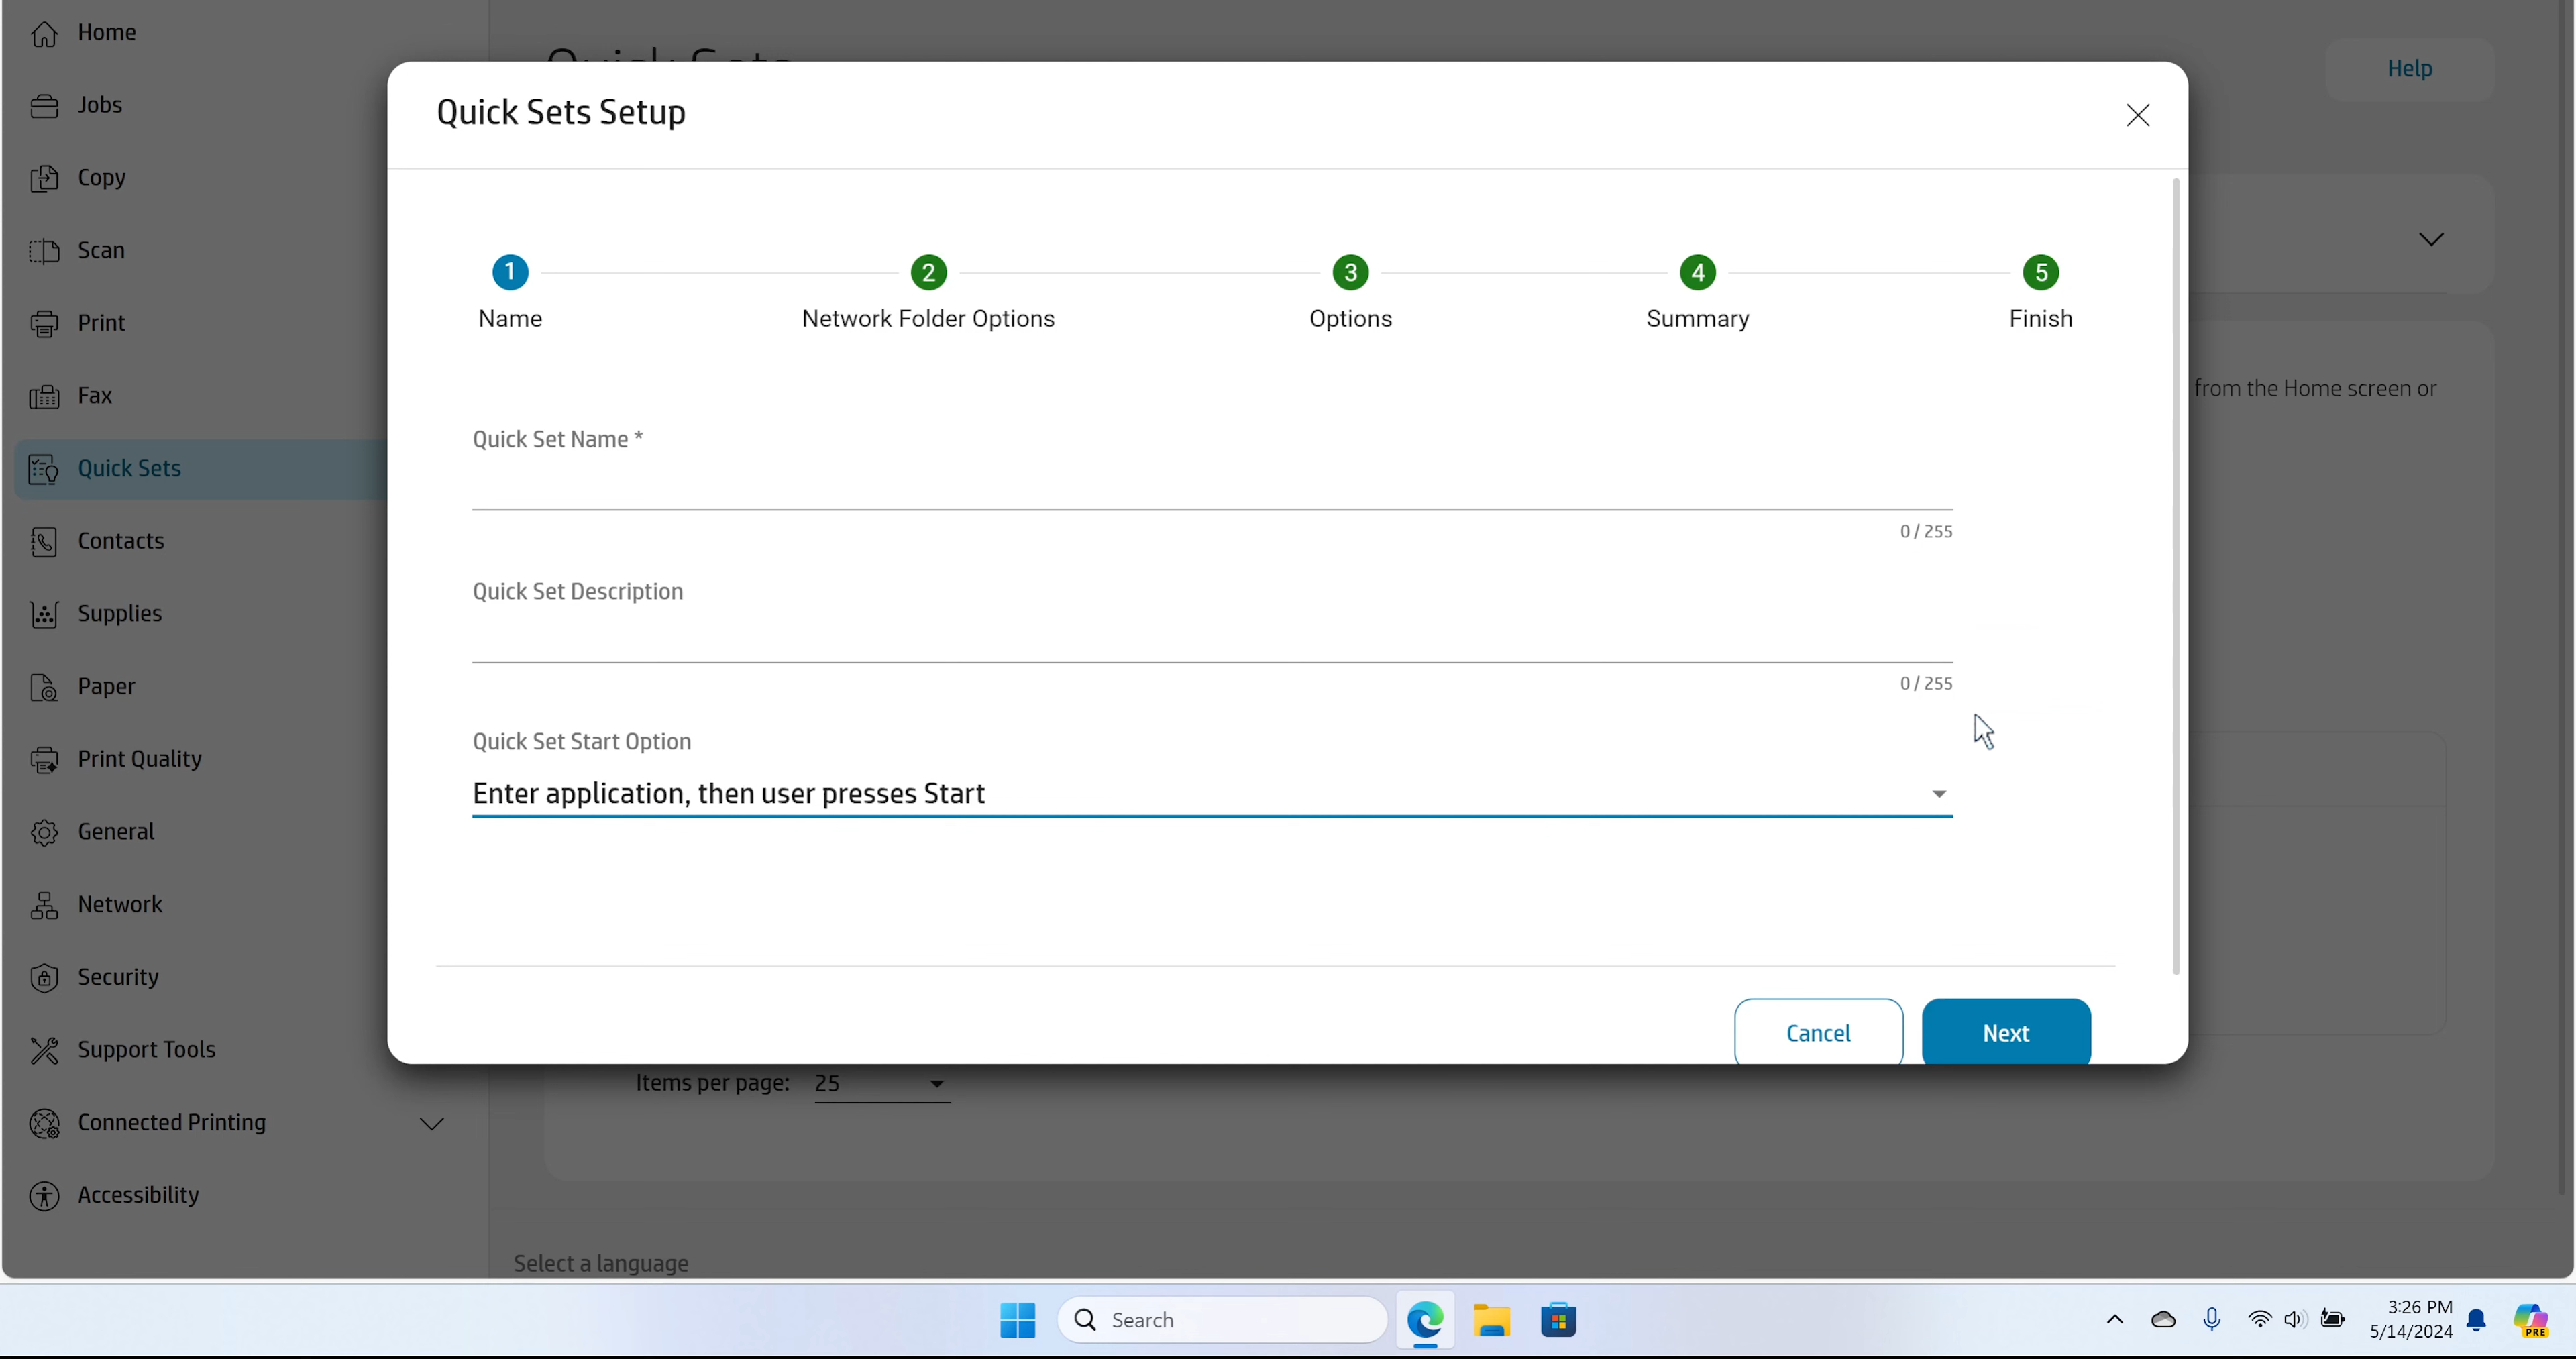 Home
Jobs
Copy
Scan
Print
Fax
Quick Sets
Contacts
Supplies
Paper
Print Quality
General
Network
Security
Support Tools
Connected Printing
Accessibility
Quick Sets
Help
Quick Sets Setup
1 2 3 4 5
Name Network Folder Options Options Summary Finish
from the Home screen or
Quick Set Name *
0 / 255
Quick Set Description
0 / 255
Quick Set Start Option
Enter application, then user presses Start
Cancel Next
Items per page: 25
Select a language
Search
3:26 PM
5/14/2024
PRE